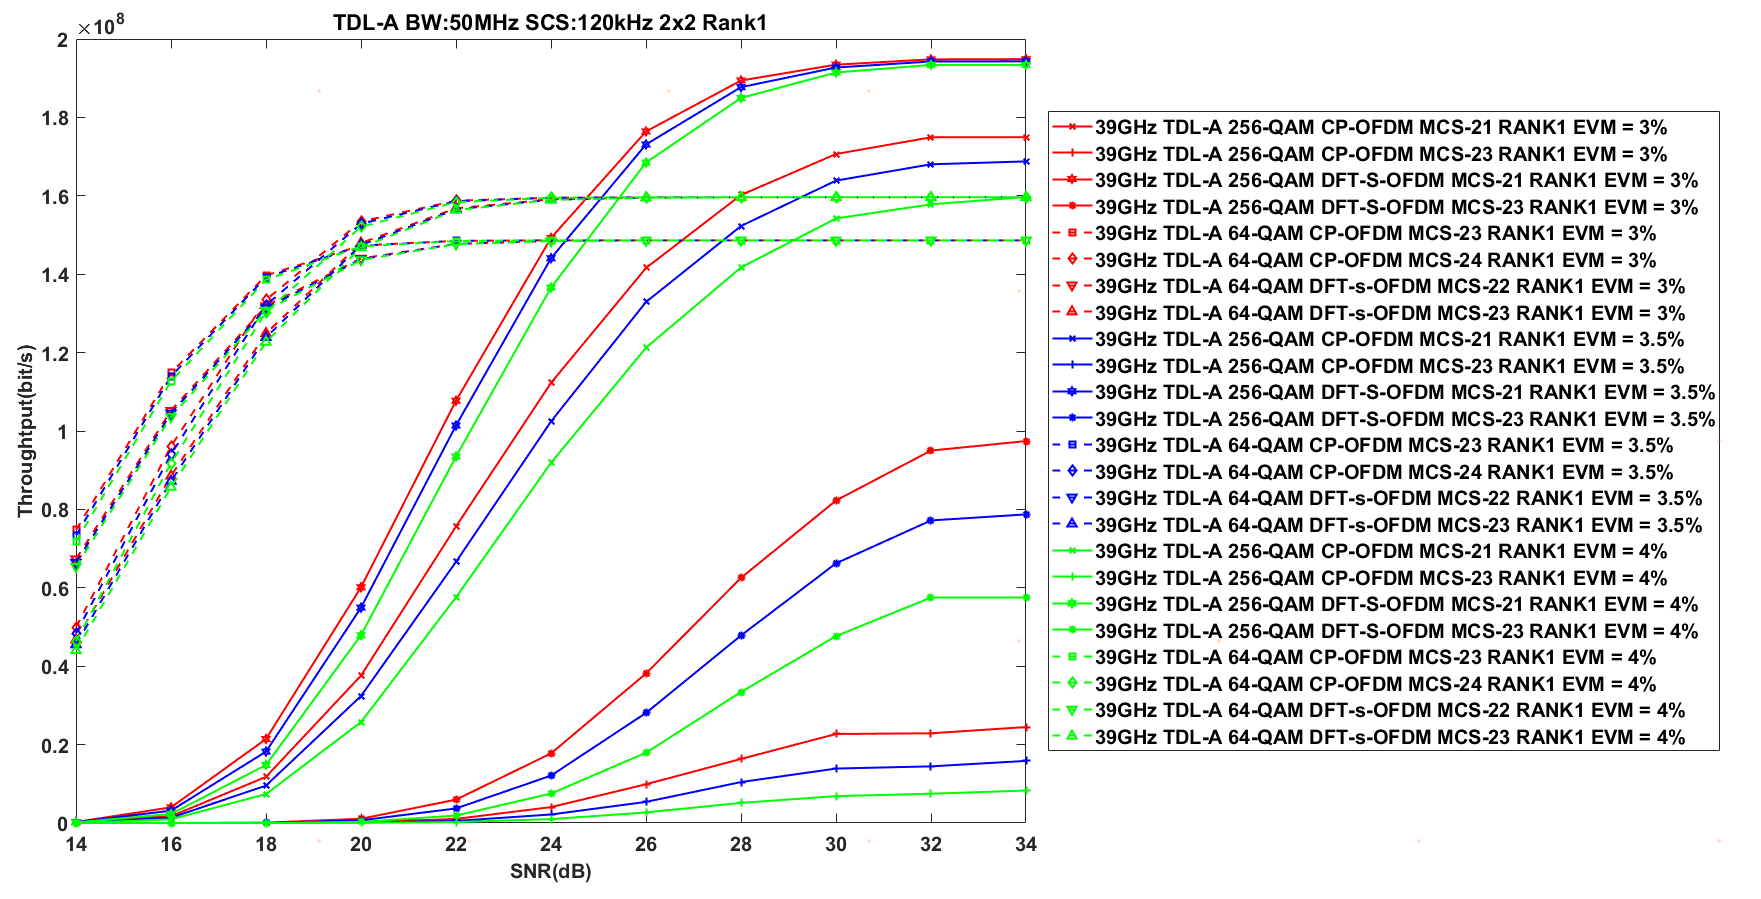 TDL-A BW:50MHz SCS:120kHz 2x2 Rank1
×10^8
2
1.8
1.6
1.4
1.2
1
0.8
0.6
0.4
0.2
0
Throughtput(bit/s)
14 16 18 20 22 24 26 28 30 32 34
SNR(dB)
39GHz TDL-A 256-QAM CP-OFDM MCS-21 RANK1 EVM = 3%
39GHz TDL-A 256-QAM CP-OFDM MCS-23 RANK1 EVM = 3%
39GHz TDL-A 256-QAM DFT-S-OFDM MCS-21 RANK1 EVM = 3%
39GHz TDL-A 256-QAM DFT-S-OFDM MCS-23 RANK1 EVM = 3%
39GHz TDL-A 64-QAM CP-OFDM MCS-23 RANK1 EVM = 3%
39GHz TDL-A 64-QAM CP-OFDM MCS-24 RANK1 EVM = 3%
39GHz TDL-A 64-QAM DFT-s-OFDM MCS-22 RANK1 EVM = 3%
39GHz TDL-A 64-QAM DFT-s-OFDM MCS-23 RANK1 EVM = 3%
39GHz TDL-A 256-QAM CP-OFDM MCS-21 RANK1 EVM = 3.5%
39GHz TDL-A 256-QAM CP-OFDM MCS-23 RANK1 EVM = 3.5%
39GHz TDL-A 256-QAM DFT-S-OFDM MCS-21 RANK1 EVM = 3.5%
39GHz TDL-A 256-QAM DFT-S-OFDM MCS-23 RANK1 EVM = 3.5%
39GHz TDL-A 64-QAM CP-OFDM MCS-23 RANK1 EVM = 3.5%
39GHz TDL-A 64-QAM CP-OFDM MCS-24 RANK1 EVM = 3.5%
39GHz TDL-A 64-QAM DFT-s-OFDM MCS-22 RANK1 EVM = 3.5%
39GHz TDL-A 64-QAM DFT-s-OFDM MCS-23 RANK1 EVM = 3.5%
39GHz TDL-A 256-QAM CP-OFDM MCS-21 RANK1 EVM = 4%
39GHz TDL-A 256-QAM CP-OFDM MCS-23 RANK1 EVM = 4%
39GHz TDL-A 256-QAM DFT-S-OFDM MCS-21 RANK1 EVM = 4%
39GHz TDL-A 256-QAM DFT-S-OFDM MCS-23 RANK1 EVM = 4%
39GHz TDL-A 64-QAM CP-OFDM MCS-23 RANK1 EVM = 4%
39GHz TDL-A 64-QAM CP-OFDM MCS-24 RANK1 EVM = 4%
39GHz TDL-A 64-QAM DFT-s-OFDM MCS-22 RANK1 EVM = 4%
39GHz TDL-A 64-QAM DFT-s-OFDM MCS-23 RANK1 EVM = 4%